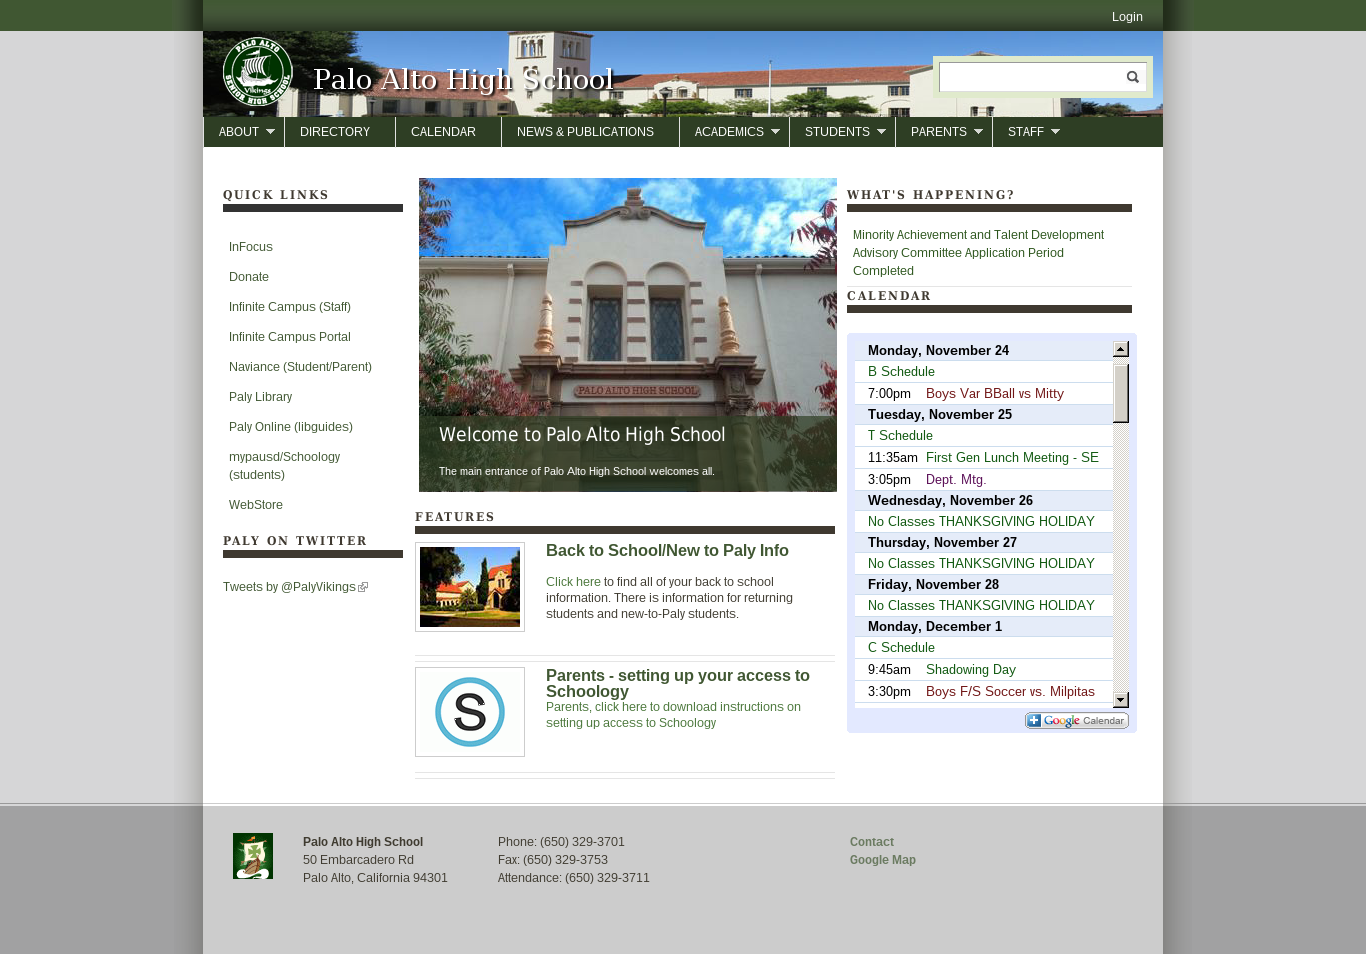 Login
PALO ALTO
Vikings
SENIOR HIGH SCHOOL
Palo Alto High School
ABOUT
DIRECTORY
CALENDAR
NEWS & PUBLICATIONS
ACADEMICS
STUDENTS
PARENTS
STAFF
QUICK LINKS
InFocus
Donate
Infinite Campus (Staff)
Infinite Campus Portal
Naviance (Student/Parent)
Paly Library
Paly Online (libguides)
mypausd/Schoology
(students)
WebStore
PALY ON TWITTER
Tweets by @PalyVikings
PALO ALTO HIGH SCHOOL
Welcome to Palo Alto High School
The main entrance of Palo Alto High School welcomes all.
FEATURES
Back to School/New to Paly Info
Click here to find all of your back to school
information. There is information for returning
students and new-to-Paly students.
S
Parents - setting up your access to
Schoology
Parents, click here to download instructions on
setting up access to Schoology
WHAT'S HAPPENING?
Minority Achievement and Talent Development
Advisory Committee Application Period
Completed
CALENDAR
Monday, November 24
B Schedule
7:00pm Boys Var BBall vs Mitty
Tuesday, November 25
T Schedule
11:35am First Gen Lunch Meeting - SE
3:05pm Dept. Mtg.
Wednesday, November 26
No Classes THANKSGIVING HOLIDAY
Thursday, November 27
No Classes THANKSGIVING HOLIDAY
Friday, November 28
No Classes THANKSGIVING HOLIDAY
Monday, December 1
C Schedule
9:45am Shadowing Day
3:30pm Boys F/S Soccer vs. Milpitas
Google Calendar
Palo Alto High School
50 Embarcadero Rd
Palo Alto, California 94301
Phone: (650) 329-3701
Fax: (650) 329-3753
Attendance: (650) 329-3711
Contact
Google Map